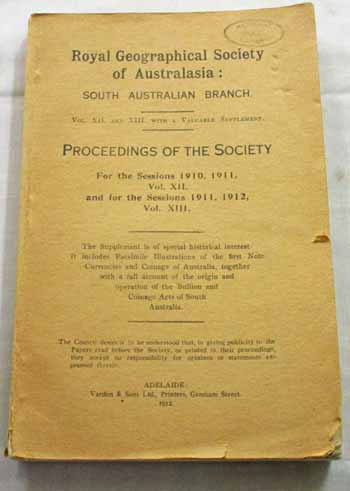 Royal Geographical Society
of Australasia:
SOUTH AUSTRALIAN BRANCH.
Vol. XII. and XIII. with a Valuable Supplement.
PROCEEDINGS OF THE SOCIETY
For the Sessions 1910, 1911,
Vol. XII.
and for the Sessions 1911, 1912,
Vol. XIII.
The Supplement is of special historical interest
It includes Facsimile Illustrations of the first Note
Currencies and Coinage of Australia, together
with a full account of the origin and
operation of the Bullion and
Coinage Acts of South
Australia.
The Council desires it to be understood that, in giving publicity to the
Papers read before the Society, or printed in their proceedings,
they accept no responsibility for opinions or statements ex-
pressed therein.
ADELAIDE:
Vardon & Sons Ltd., Printers, Gresham Street.
1912.